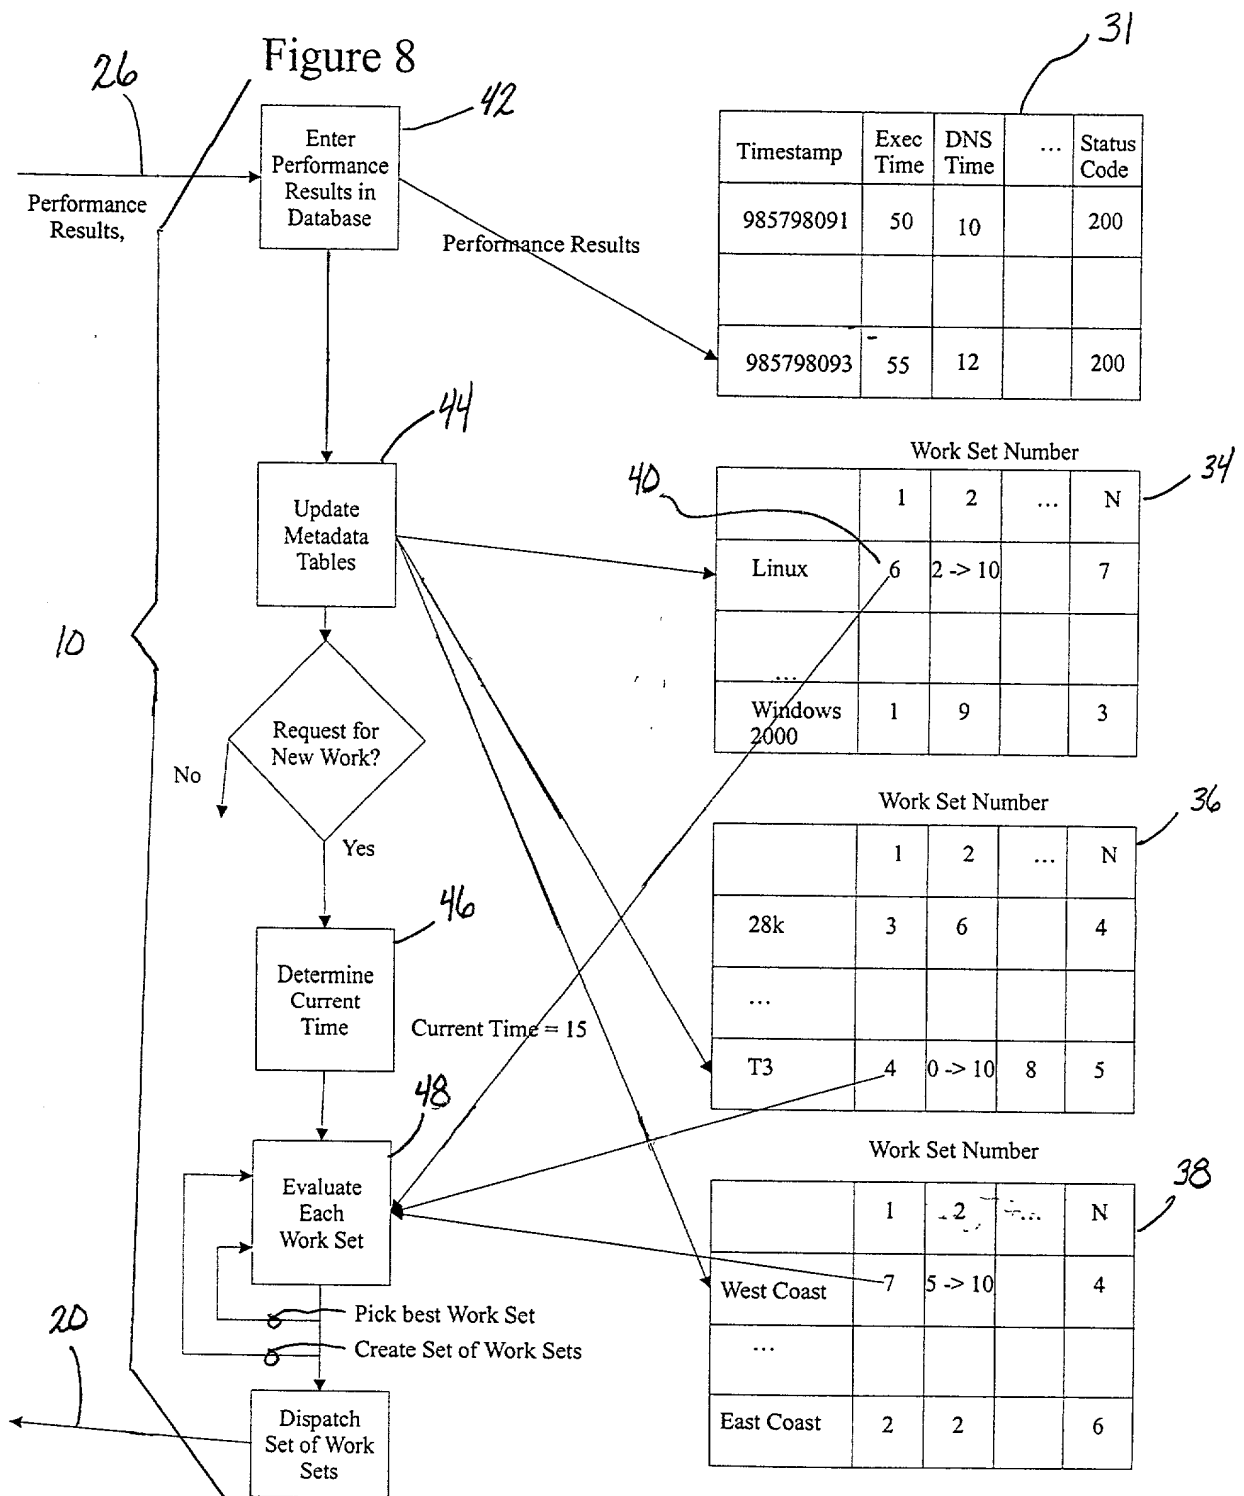 Figure 8
26
42
31
Enter
Performance
Results in
Database
Performance
Results,
Performance Results
Timestamp Exec Time DNS Time ... Status Code
985798091 50 10 200
985798093 55 12 200
44
Update
Metadata
Tables
40
34
Work Set Number
1 2 ... N
Linux 6 2 -> 10 7
...
Windows 2000 1 9 3
10
Request for
New Work?
No
Yes
36
Work Set Number
1 2 ... N
28k 3 6 4
...
T3 4 0 -> 10 8 5
46
Determine
Current
Time
Current Time = 15
48
Evaluate
Each
Work Set
Pick best Work Set
Create Set of Work Sets
38
Work Set Number
1 2 ... N
West Coast 7 5 -> 10 4
...
East Coast 2 2 6
20
Dispatch
Set of Work
Sets